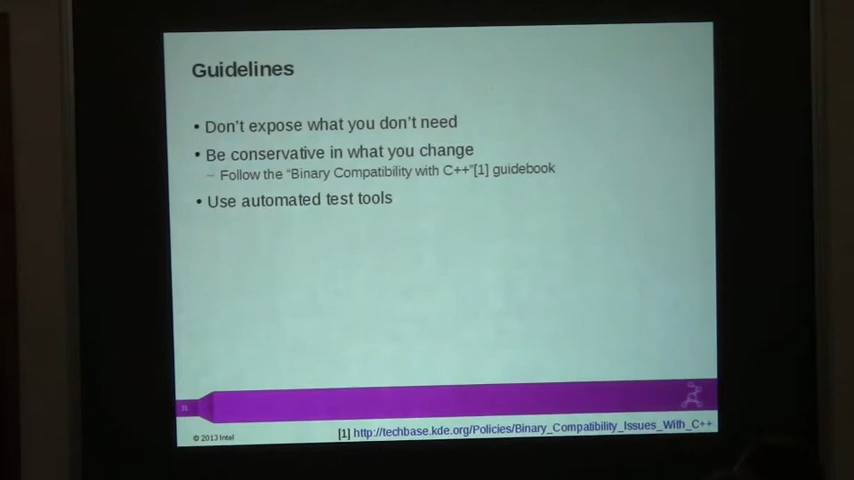 Guidelines
• Don't expose what you don't need
• Be conservative in what you change
– Follow the "Binary Compatibility with C++"[1] guidebook
• Use automated test tools
31
© 2013 Intel
[1] http://techbase.kde.org/Policies/Binary_Compatibility_Issues_With_C++